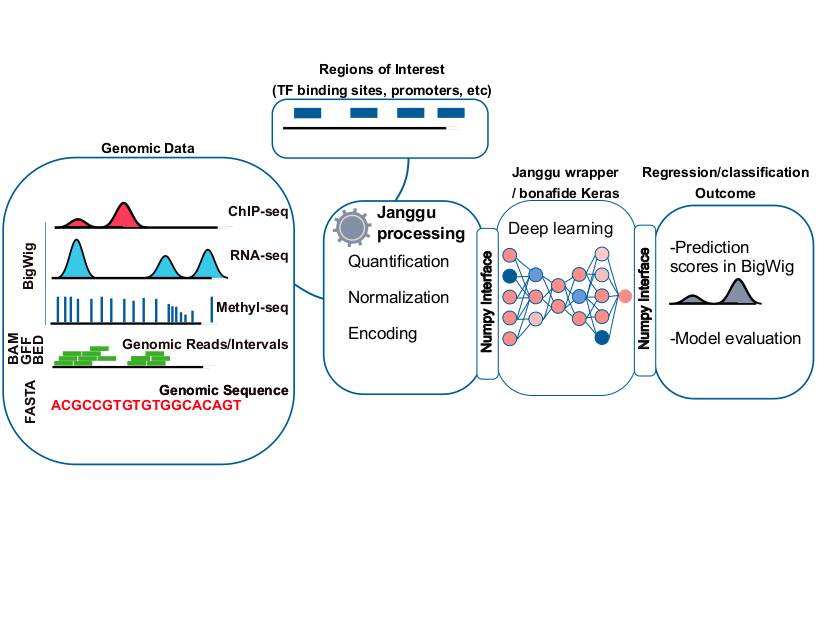 Regions of Interest
(TF binding sites, promoters, etc)
Genomic Data
ChIP-seq
RNA-seq
BigWig
Methyl-seq
Genomic Reads/Intervals
BAM
GFF
BED
Genomic Sequence
FASTA
ACGCCGTGTGTGGCACAGT
Janggu
processing
Quantification
Normalization
Encoding
Numpy Interface
Janggu wrapper
/ bonafide Keras
Deep learning
Numpy Interface
Regression/classification
Outcome
-Prediction
scores in BigWig
-Model evaluation